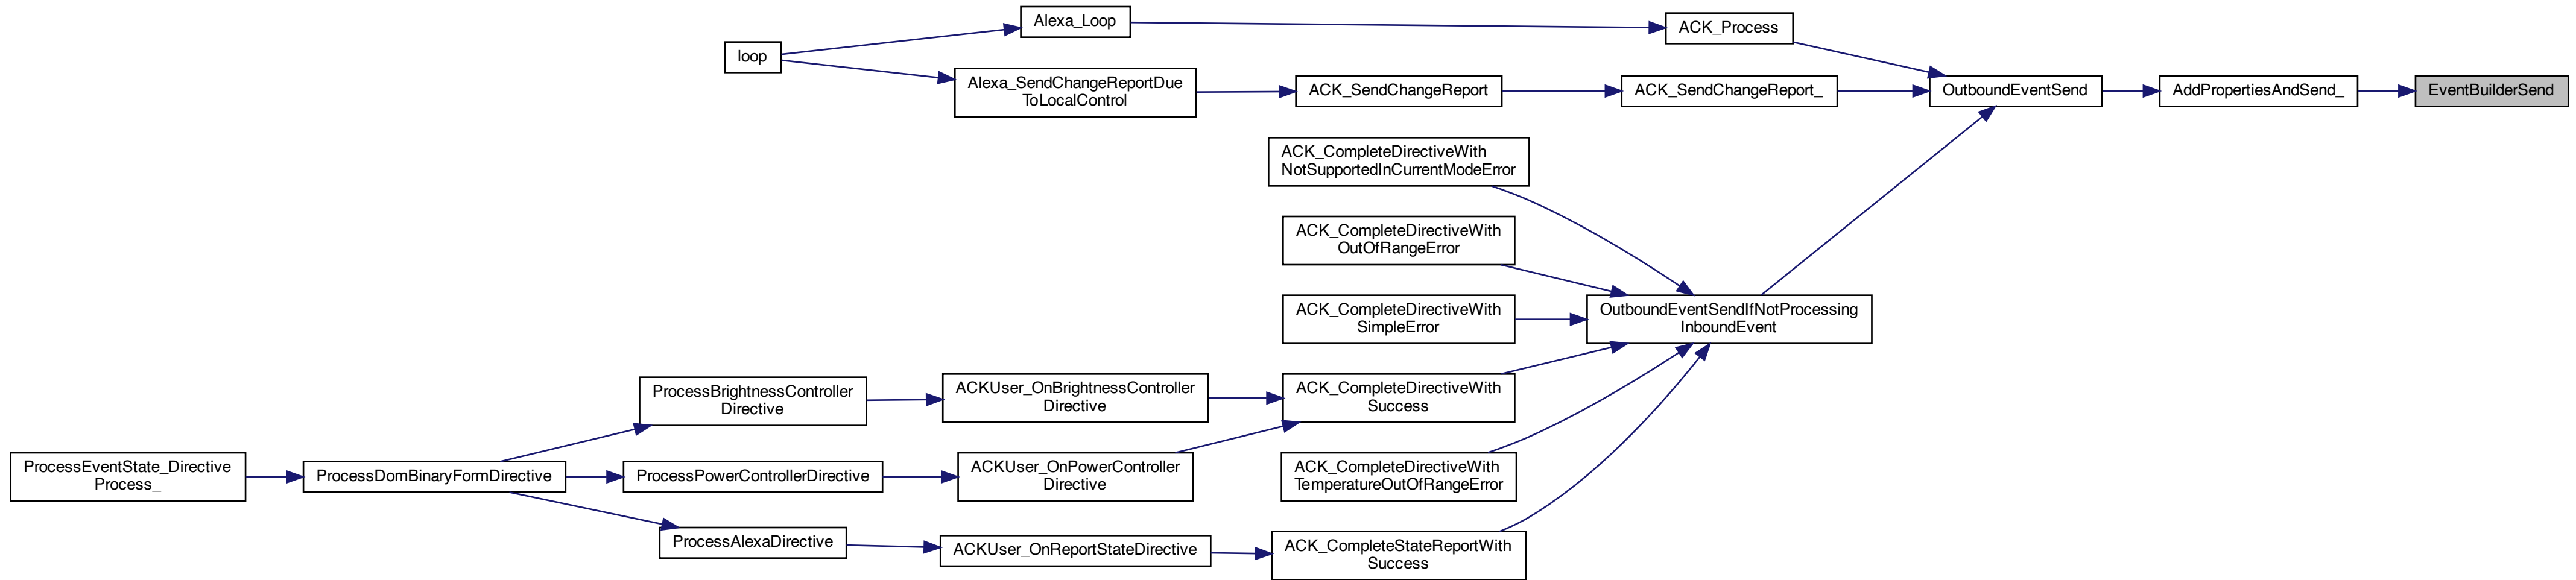 Alexa_Loop
ACK_Process
loop
Alexa_SendChangeReportDue
ToLocalControl
ACK_SendChangeReport
ACK_SendChangeReport_
OutboundEventSend
AddPropertiesAndSend_
EventBuilderSend
ACK_CompleteDirectiveWith
NotSupportedInCurrentModeError
ACK_CompleteDirectiveWith
OutOfRangeError
ACK_CompleteDirectiveWith
SimpleError
OutboundEventSendIfNotProcessing
InboundEvent
ProcessBrightnessController
Directive
ACKUser_OnBrightnessController
Directive
ACK_CompleteDirectiveWith
Success
ProcessEventState_Directive
Process_
ProcessDomBinaryFormDirective
ProcessPowerControllerDirective
ACKUser_OnPowerController
Directive
ACK_CompleteDirectiveWith
TemperatureOutOfRangeError
ProcessAlexaDirective
ACKUser_OnReportStateDirective
ACK_CompleteStateReportWith
Success